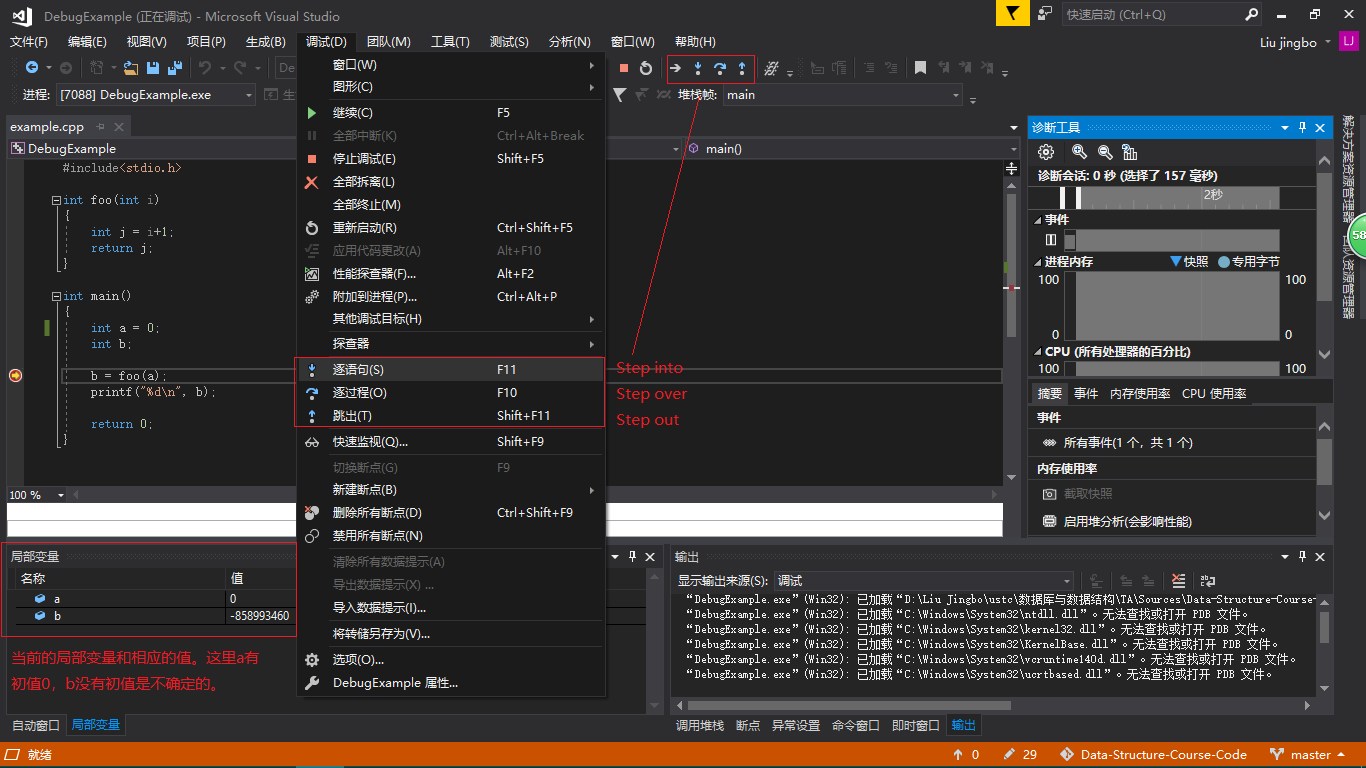 DebugExample (正在调试) - Microsoft Visual Studio
快速启动 (Ctrl+Q)
文件(F) 编辑(E) 视图(V) 项目(P) 生成(B) 调试(D) 团队(M) 工具(T) 测试(S) 分析(N) 窗口(W) 帮助(H)
Liu jingbo LJ
De
进程: [7088] DebugExample.exe 生
堆栈帧: main
example.cpp
DebugExample
main()
#include<stdio.h>
int foo(int i)
{
int j = i+1;
return j;
}
int main()
{
int a = 0;
int b;
b = foo(a);
printf("%d\n", b);
return 0;
}
100 %
窗口(W)
图形(C)
继续(C) F5
全部中断(K) Ctrl+Alt+Break
停止调试(E) Shift+F5
全部拆离(L)
全部终止(M)
重新启动(R) Ctrl+Shift+F5
应用代码更改(A) Alt+F10
性能探查器(F)... Alt+F2
附加到进程(P)... Ctrl+Alt+P
其他调试目标(H)
探查器
逐语句(S) F11
逐过程(O) F10
跳出(T) Shift+F11
快速监视(Q)... Shift+F9
切换断点(G) F9
新建断点(B)
删除所有断点(D) Ctrl+Shift+F9
禁用所有断点(N)
清除所有数据提示(A)
导出数据提示(X) ...
导入数据提示(I)...
将转储另存为(V)...
选项(O)...
DebugExample 属性...
Step into
Step over
Step out
诊断工具
诊断会话: 0 秒 (选择了 157 毫秒)
2秒
事件
进程内存 快照 专用字节
100 100
0 0
CPU (所有处理器的百分比)
100 100
摘要 事件 内存使用率 CPU 使用率
事件
所有事件(1 个，共 1 个)
内存使用率
截取快照
启用堆分析(会影响性能)
解决方案资源管理器
队资源管理器
58
局部变量
名称 值
a 0
b -858993460
当前的局部变量和相应的值。这里a有
初值0，b没有初值是不确定的。
自动窗口 局部变量
输出
显示输出来源(S): 调试
“DebugExample.exe”(Win32): 已加载“D:\Liu Jingbo\ustc\数据库与数据结构\TA\Sources\Data-Structure-Course-
“DebugExample.exe”(Win32): 已加载“C:\Windows\System32\ntdll.dll”。无法查找或打开 PDB 文件。
“DebugExample.exe”(Win32): 已加载“C:\Windows\System32\kernel32.dll”。无法查找或打开 PDB 文件。
“DebugExample.exe”(Win32): 已加载“C:\Windows\System32\KernelBase.dll”。无法查找或打开 PDB 文件。
“DebugExample.exe”(Win32): 已加载“C:\Windows\System32\vcruntime140d.dll”。无法查找或打开 PDB 文件。
“DebugExample.exe”(Win32): 已加载“C:\Windows\System32\ucrtbased.dll”。无法查找或打开 PDB 文件。
调用堆栈 断点 异常设置 命令窗口 即时窗口 输出
就绪
0 29 Data-Structure-Course-Code master